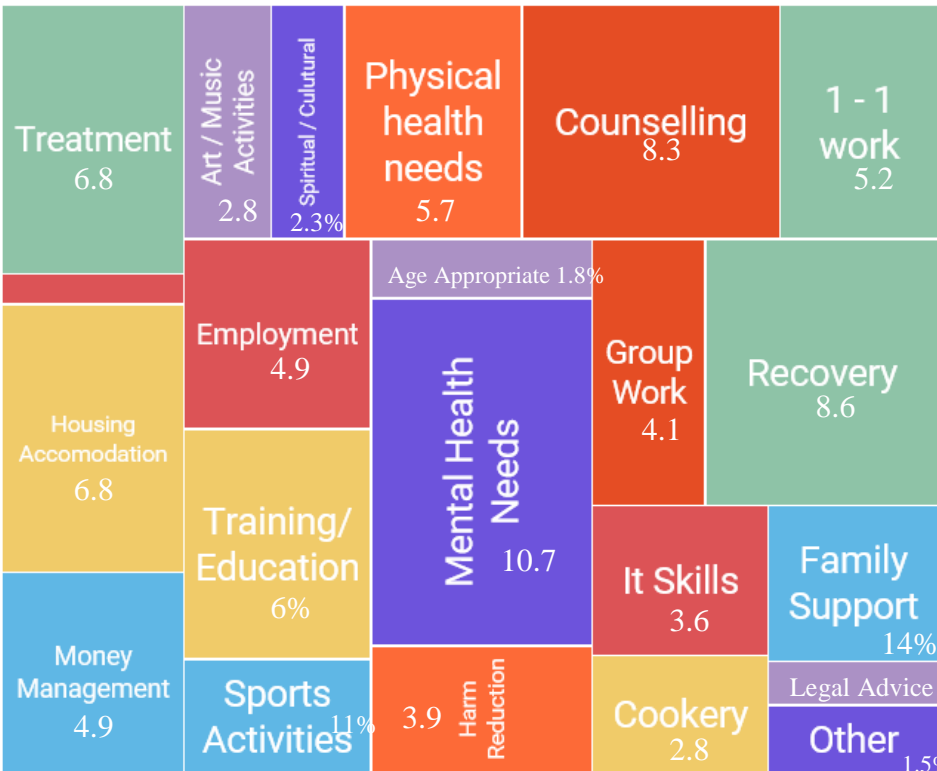 Treatment
6.8
Art / Music
Activities
2.8
Spiritual / Culutural
2.3%
Physical
health
needs
5.7
Counselling
8.3
1 - 1
work
5.2
Housing
Accomodation
6.8
Money
Management
4.9
Employment
4.9
Training/
Education
6%
Sports
Activities
11%
Age Appropriate 1.8%
Mental Health
Needs
10.7
3.9
Harm
Reduction
Group
Work
4.1
Recovery
8.6
It Skills
3.6
Cookery
2.8
Family
Support
14%
Legal Advice
Other
1.5%